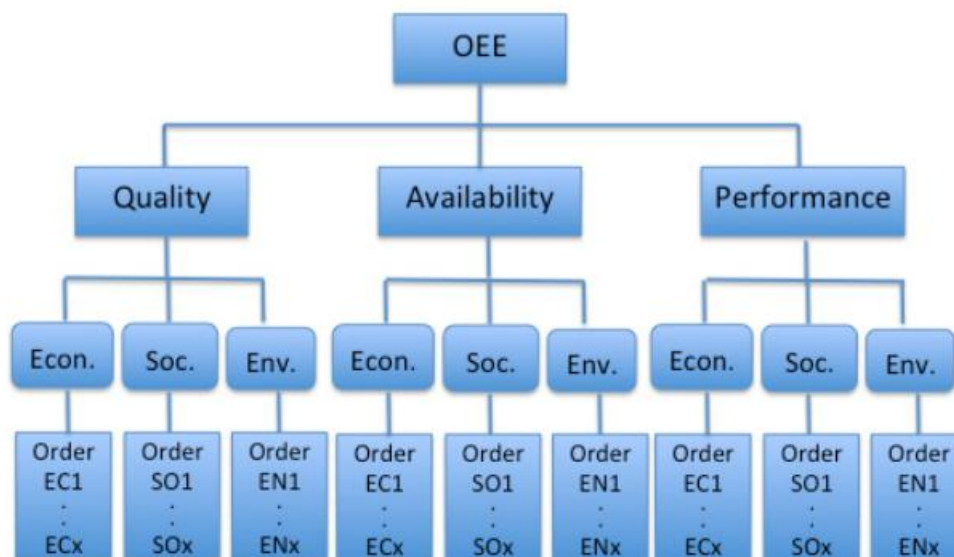 OEE
Quality
Availability
Performance
Econ.
Soc.
Env.
Econ.
Soc.
Env.
Econ.
Soc.
Env.
Order
EC1
.
.
ECx
Order
SO1
.
.
SOx
Order
EN1
.
.
ENx
Order
EC1
.
.
ECx
Order
SO1
.
.
SOx
Order
EN1
.
.
ENx
Order
EC1
.
.
ECx
Order
SO1
.
.
SOx
Order
EN1
.
.
ENx